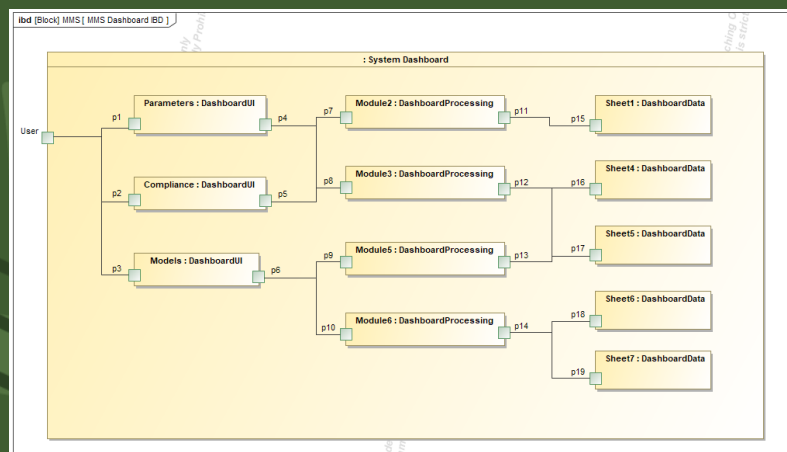 ibd [Block] MMS [ MMS Dashboard IBD ]
: System Dashboard
User
p1
Parameters : DashboardUI
p4
p2
Compliance : DashboardUI
p5
p3
Models : DashboardUI
p6
p7
Module2 : DashboardProcessing
p11
p8
Module3 : DashboardProcessing
p12
p9
Module5 : DashboardProcessing
p13
p10
Module6 : DashboardProcessing
p14
p15
Sheet1 : DashboardData
p16
Sheet4 : DashboardData
p17
Sheet5 : DashboardData
p18
Sheet6 : DashboardData
p19
Sheet7 : DashboardData